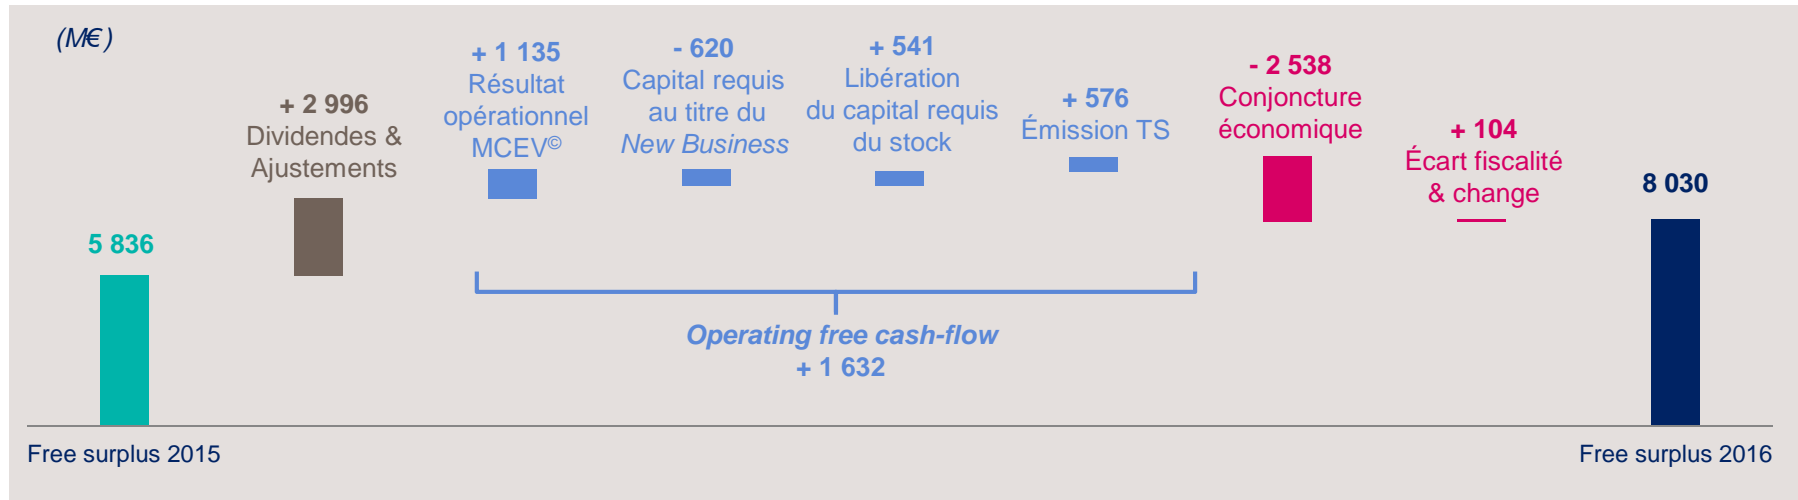 (M€)
5 836
+ 2 996
Dividendes &
Ajustements
+ 1 135
Résultat
opérationnel
MCEV©
- 620
Capital requis
au titre du
New Business
+ 541
Libération
du capital requis
du stock
+ 576
Émission TS
- 2 538
Conjoncture
économique
+ 104
Écart fiscalité
& change
8 030
Operating free cash-flow
+ 1 632
Free surplus 2015
Free surplus 2016